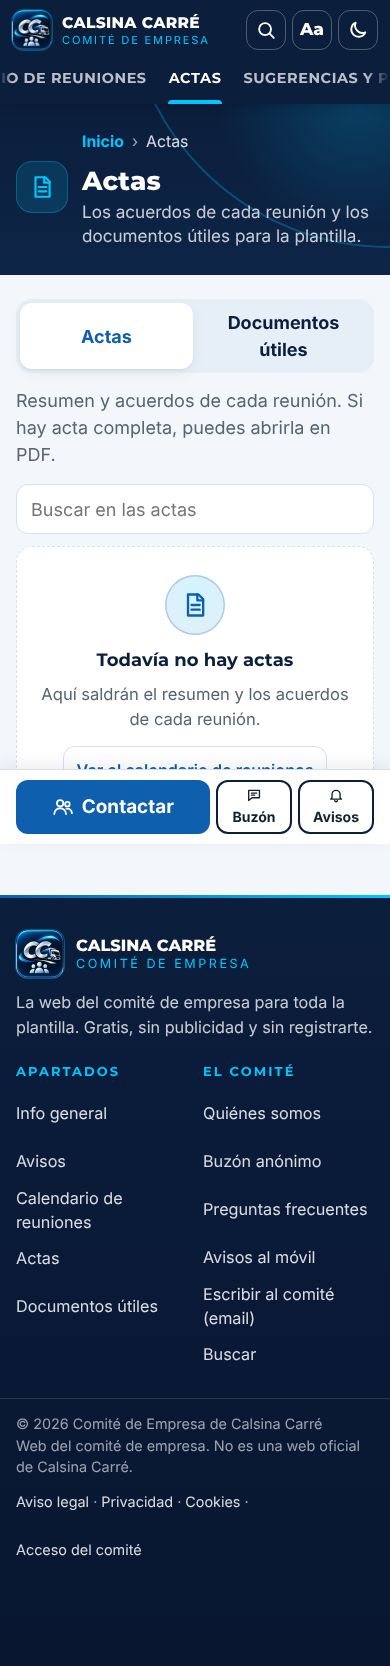 CALSINA CARRÉ
COMITÉ DE EMPRESA
Aa
IO DE REUNIONES
ACTAS
SUGERENCIAS Y P
Inicio › Actas
Actas
Los acuerdos de cada reunión y los
documentos útiles para la plantilla.
Actas
Documentos
útiles
Resumen y acuerdos de cada reunión. Si
hay acta completa, puedes abrirla en
PDF.
Buscar en las actas
Todavía no hay actas
Aquí saldrán el resumen y los acuerdos
de cada reunión.
Ver el calendario de reuniones
Contactar
Buzón
Avisos
CALSINA CARRÉ
COMITÉ DE EMPRESA
La web del comité de empresa para toda la
plantilla. Gratis, sin publicidad y sin registrarte.
APARTADOS
Info general
Avisos
Calendario de
reuniones
Actas
Documentos útiles
EL COMITÉ
Quiénes somos
Buzón anónimo
Preguntas frecuentes
Avisos al móvil
Escribir al comité
(email)
Buscar
© 2026 Comité de Empresa de Calsina Carré
Web del comité de empresa. No es una web oficial
de Calsina Carré.
Aviso legal · Privacidad · Cookies ·
Acceso del comité